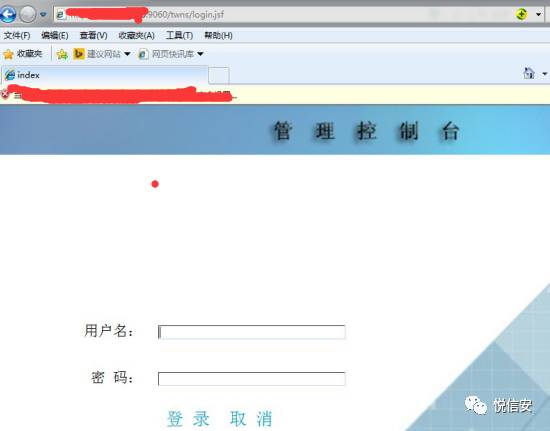 :9060/twns/login.jsf
文件(F) 编辑(E) 查看(V) 收藏夹(A) 工具(T) 帮助(H)
收藏夹 建议网站 网页快讯库
index
管理控制台
用户名：
密 码：
登 录 取 消
悦信安